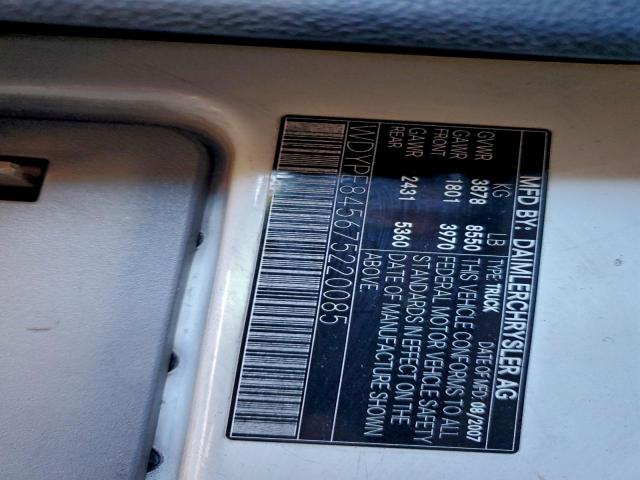 MFD BY: DAIMLERCHRYSLER AG
KG LB TYPE: TRUCK DATE OF MFD: 08/2007
GVWR 3878 8550 THIS VEHICLE CONFORMS TO ALL
GAWR 1801 3970 FEDERAL MOTOR VEHICLE SAFETY
FRONT STANDARDS IN EFFECT ON THE
GAWR 2431 5360 DATE OF MANUFACTURE SHOWN
REAR ABOVE
WDYPE845675220085